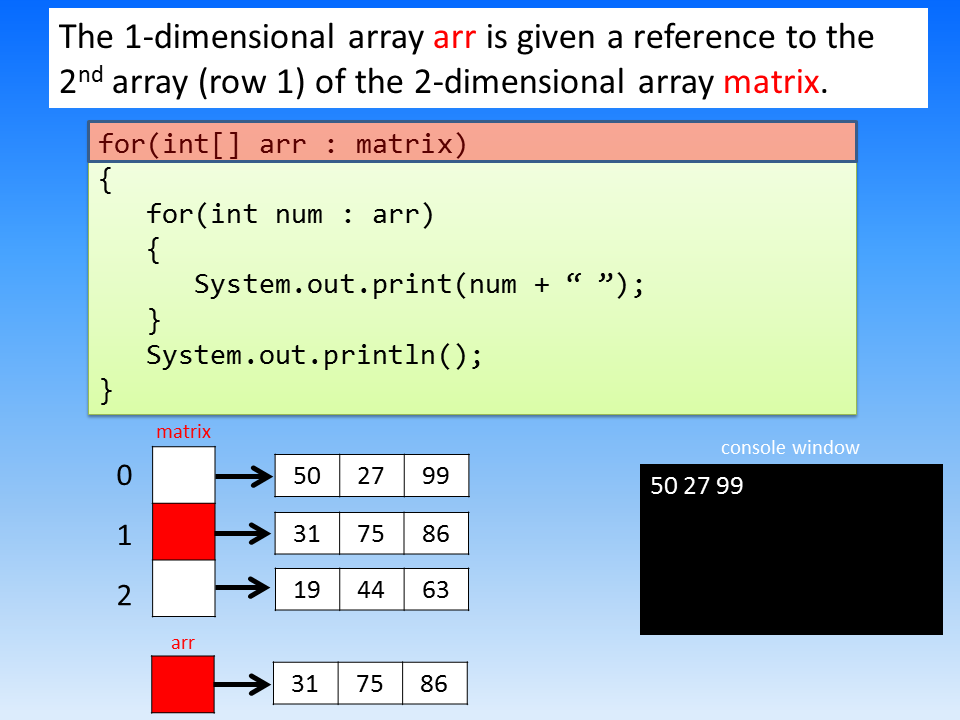 The 1-dimensional array arr is given a reference to the
2nd array (row 1) of the 2-dimensional array matrix.
for(int[] arr : matrix)
{
   for(int num : arr)
   {
      System.out.print(num + “ ”);
   }
   System.out.println();
}
matrix
0 50 27 99
1 31 75 86
2 19 44 63
arr
31 75 86
console window
50 27 99